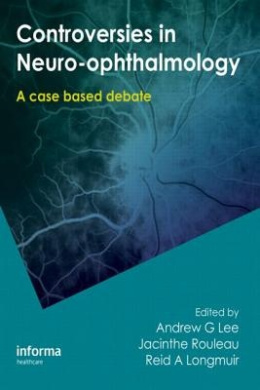 Controversies in
Neuro-ophthalmology
A case based debate
Edited by
Andrew G Lee
Jacinthe Rouleau
Reid A Longmuir
informa
healthcare